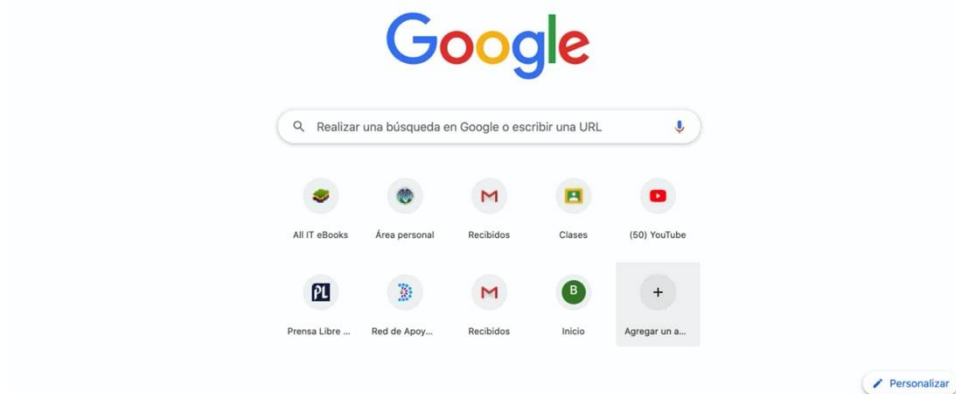 Google
Realizar una búsqueda en Google o escribir una URL
All IT eBooks
Área personal
Recibidos
Clases
(50) YouTube
PL
Prensa Libre ...
Red de Apoy...
Recibidos
B
Inicio
Agregar un a...
Personalizar